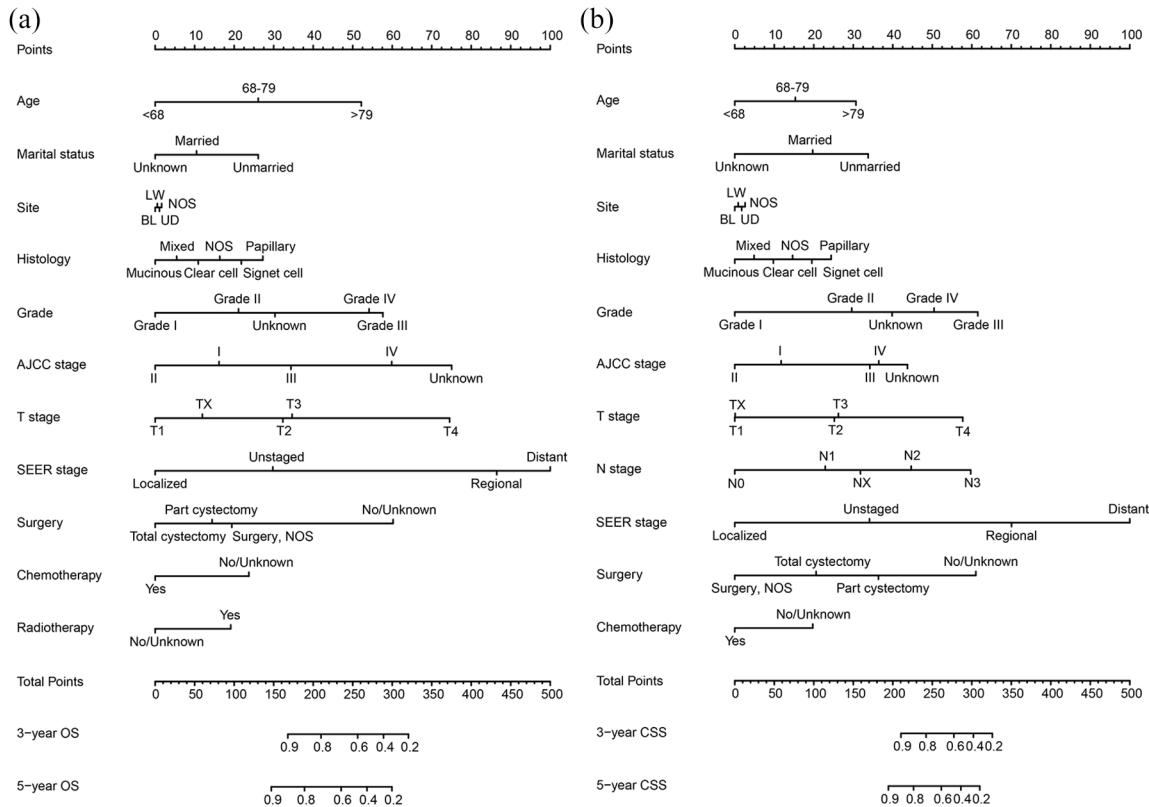 (a)
Points
0 10 20 30 40 50 60 70 80 90 100
68-79
Age
<68 >79
Married
Marital status
Unknown Unmarried
LW
Site NOS
BL UD
Mixed NOS Papillary
Histology
Mucinous Clear cell Signet cell
Grade II Grade IV
Grade
Grade I Unknown Grade III
I IV
AJCC stage
II III Unknown
TX T3
T stage
T1 T2 T4
Unstaged Distant
SEER stage
Localized Regional
Part cystectomy No/Unknown
Surgery
Total cystectomy Surgery, NOS
No/Unknown
Chemotherapy
Yes
Yes
Radiotherapy
No/Unknown
Total Points
0 50 100 150 200 250 300 350 400 450 500
3−year OS
0.9 0.8 0.6 0.4 0.2
5−year OS
0.9 0.8 0.6 0.4 0.2
(b)
Points
0 10 20 30 40 50 60 70 80 90 100
68-79
Age
<68 >79
Married
Marital status
Unknown Unmarried
LW
Site NOS
BL UD
Mixed NOS Papillary
Histology
Mucinous Clear cell Signet cell
Grade II Grade IV
Grade
Grade I Unknown Grade III
I IV
AJCC stage
II III Unknown
TX T3
T stage
T1 T2 T4
N1 N2
N stage
N0 NX N3
Unstaged Distant
SEER stage
Localized Regional
Total cystectomy No/Unknown
Surgery
Surgery, NOS Part cystectomy
No/Unknown
Chemotherapy
Yes
Total Points
0 50 100 150 200 250 300 350 400 450 500
3−year CSS
0.9 0.8 0.6 0.4 0.2
5−year CSS
0.9 0.8 0.6 0.4 0.2